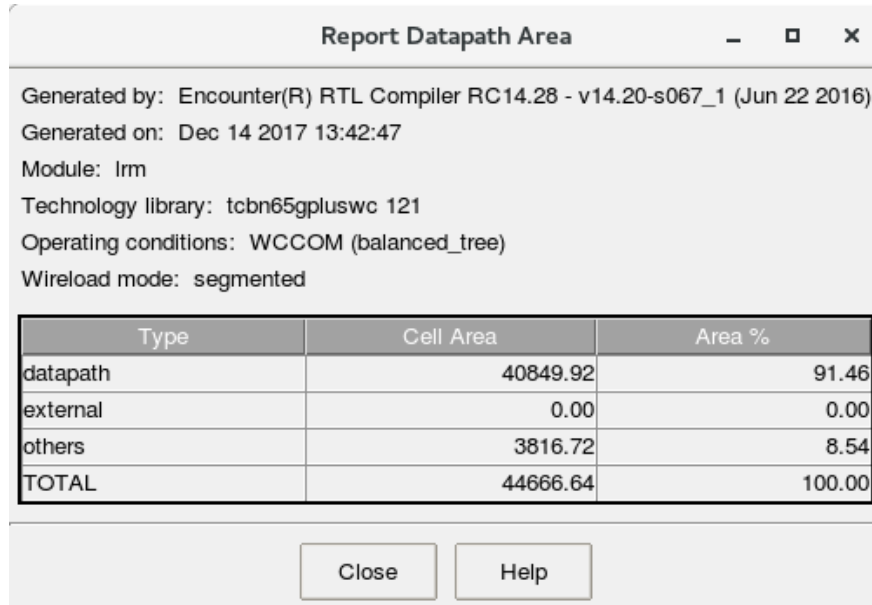 Report Datapath Area
Generated by: Encounter(R) RTL Compiler RC14.28 - v14.20-s067_1 (Jun 22 2016)
Generated on: Dec 14 2017 13:42:47
Module: lrm
Technology library: tcbn65gpluswc 121
Operating conditions: WCCOM (balanced_tree)
Wireload mode: segmented
Type Cell Area Area %
datapath 40849.92 91.46
external 0.00 0.00
others 3816.72 8.54
TOTAL 44666.64 100.00
Close Help